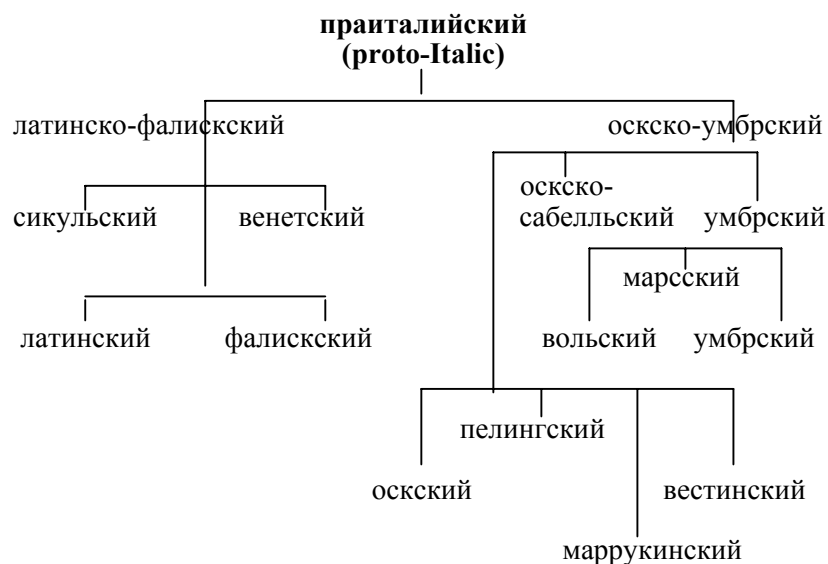 праиталийский
(proto-Italic)
латинско-фалискский
оскско-умбрский
сикульский
венетский
оскско-
сабелльский
умбрский
марсский
латинский
фалискский
вольский
умбрский
пелингский
оскский
вестинский
маррукинский